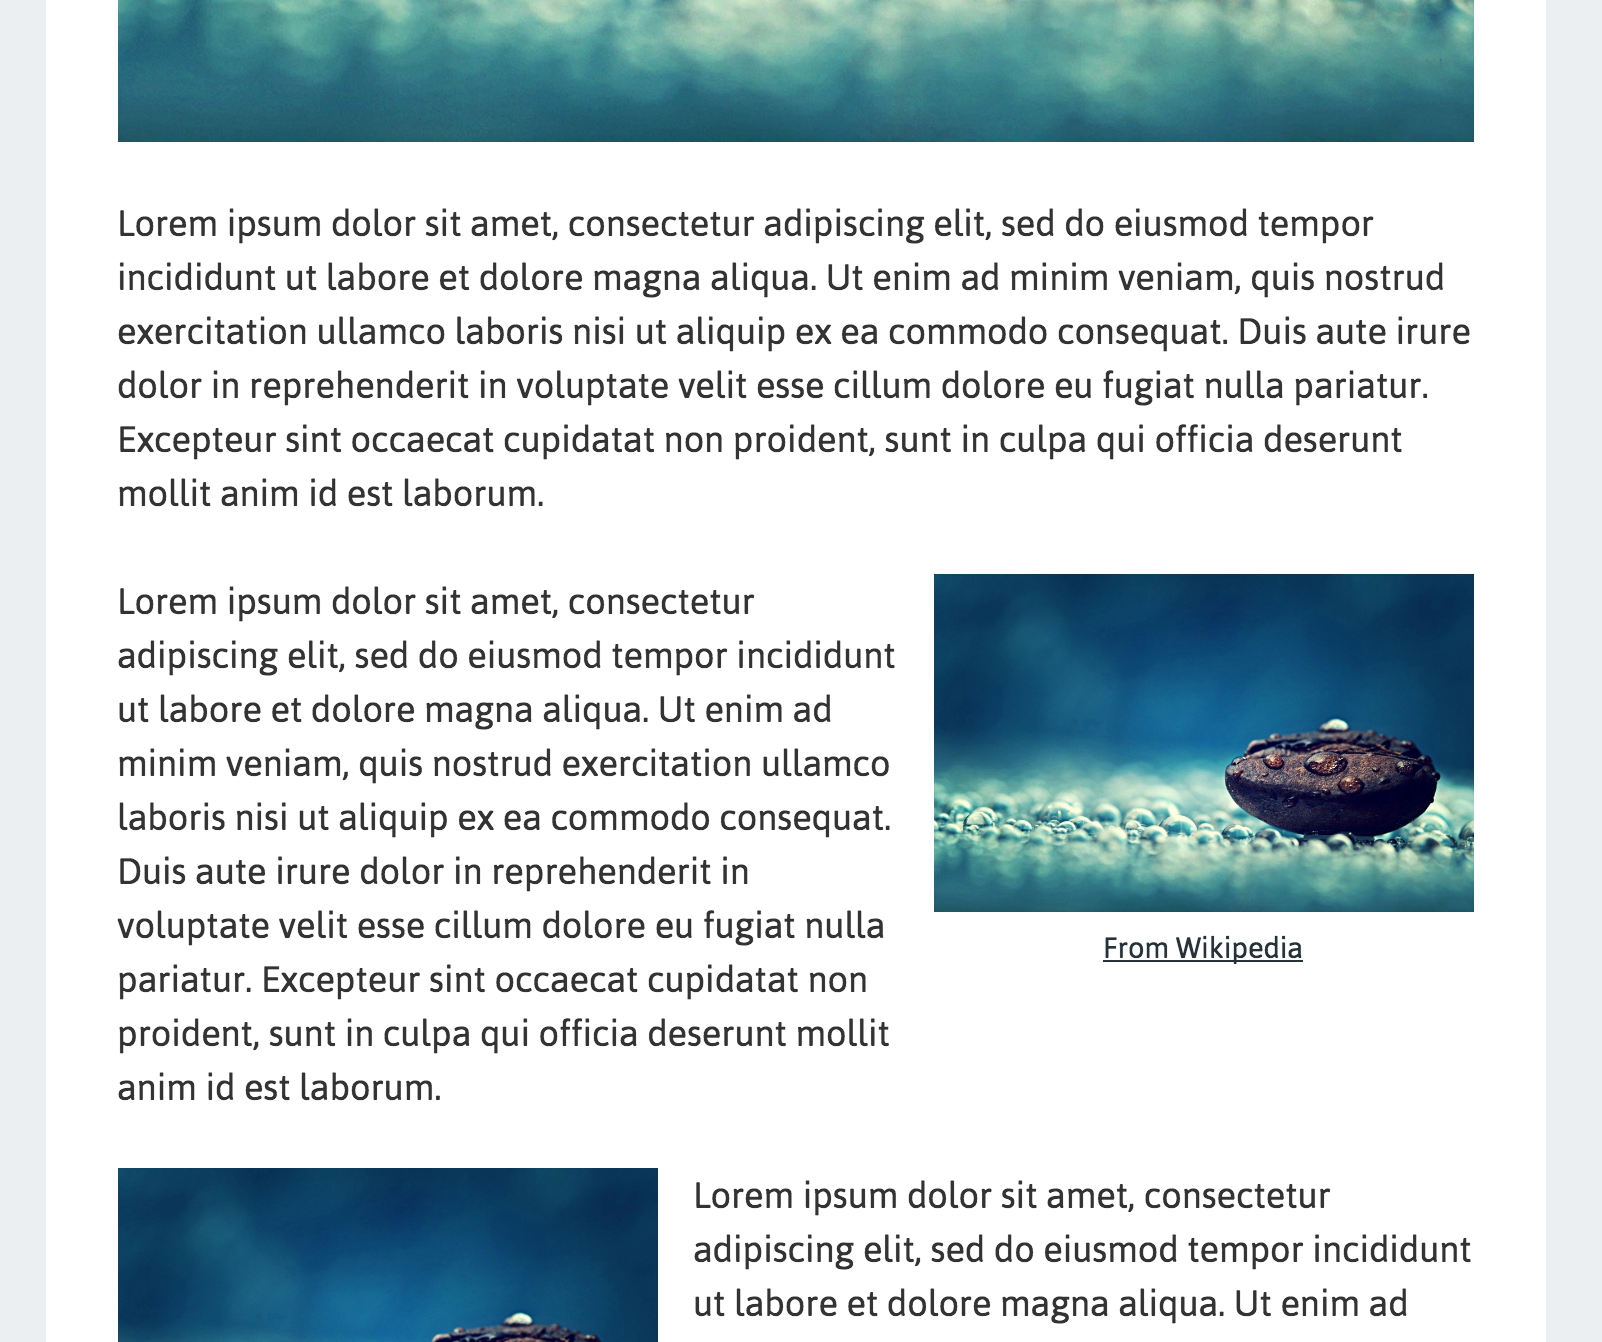 Lorem ipsum dolor sit amet, consectetur adipiscing elit, sed do eiusmod tempor
incididunt ut labore et dolore magna aliqua. Ut enim ad minim veniam, quis nostrud
exercitation ullamco laboris nisi ut aliquip ex ea commodo consequat. Duis aute irure
dolor in reprehenderit in voluptate velit esse cillum dolore eu fugiat nulla pariatur.
Excepteur sint occaecat cupidatat non proident, sunt in culpa qui officia deserunt
mollit anim id est laborum.
Lorem ipsum dolor sit amet, consectetur
adipiscing elit, sed do eiusmod tempor incididunt
ut labore et dolore magna aliqua. Ut enim ad
minim veniam, quis nostrud exercitation ullamco
laboris nisi ut aliquip ex ea commodo consequat.
Duis aute irure dolor in reprehenderit in
voluptate velit esse cillum dolore eu fugiat nulla
pariatur. Excepteur sint occaecat cupidatat non
proident, sunt in culpa qui officia deserunt mollit
anim id est laborum.
From Wikipedia
Lorem ipsum dolor sit amet, consectetur
adipiscing elit, sed do eiusmod tempor incididunt
ut labore et dolore magna aliqua. Ut enim ad